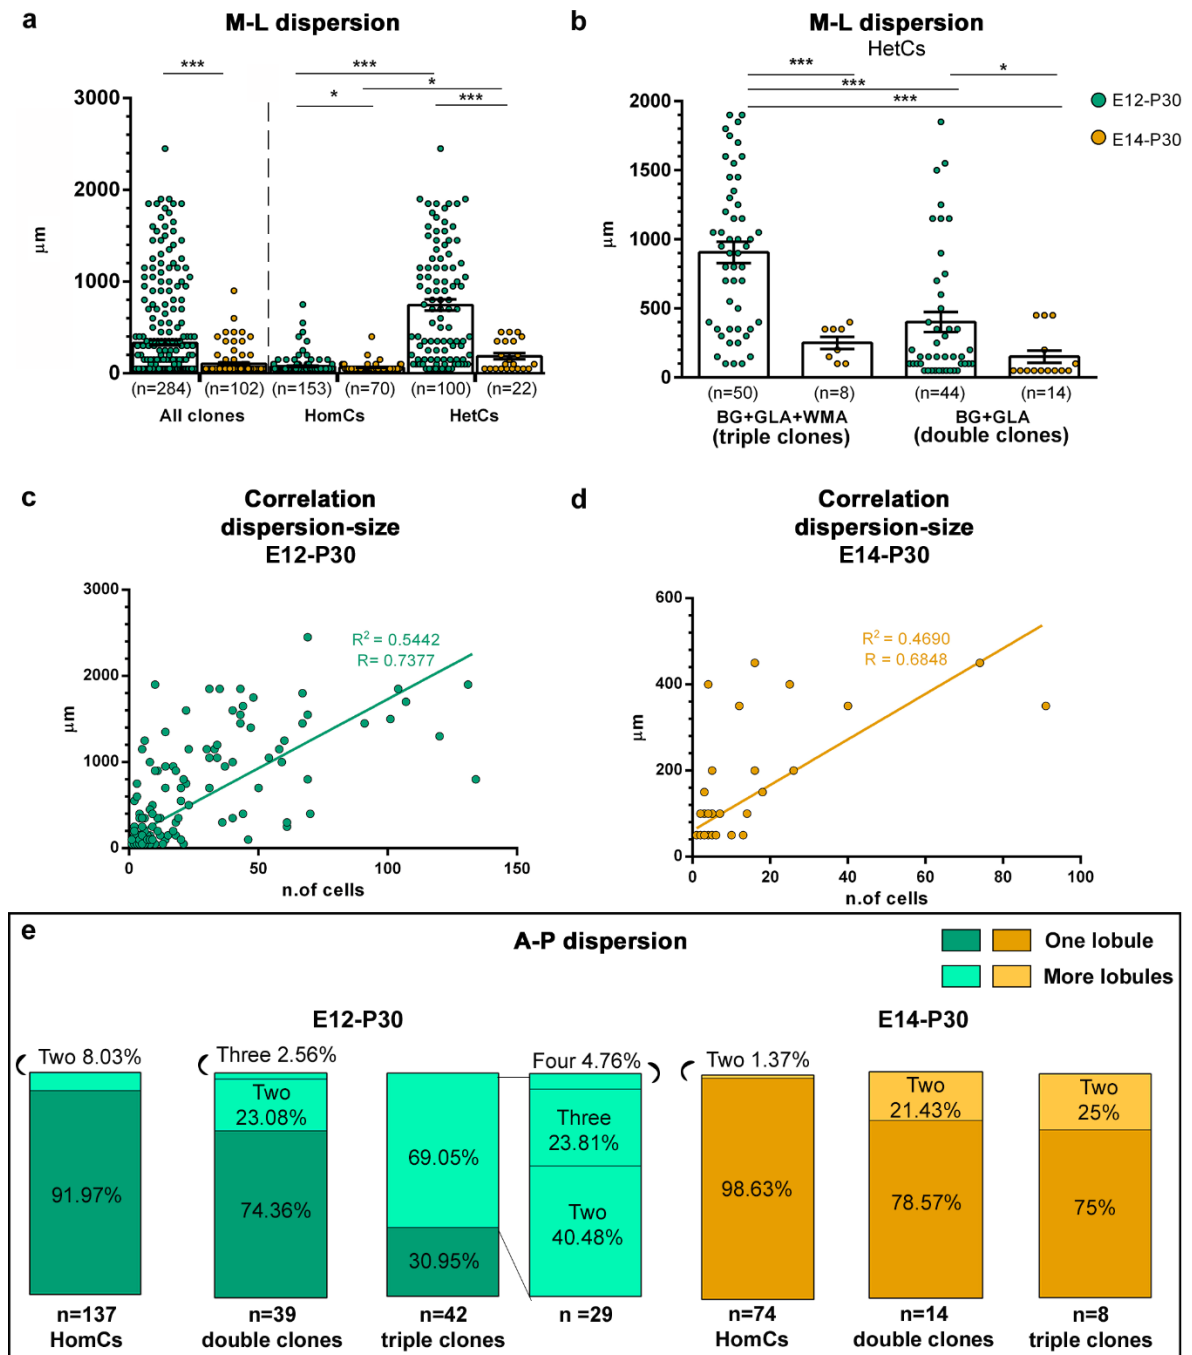 a
M-L dispersion
***
***
*
*
***
3000
2000
1000
0
μm
(n=284)
(n=102)
(n=153)
(n=70)
(n=100)
(n=22)
All clones
HomCs
HetCs
b
M-L dispersion
HetCs
***
***
*
***
E12-P30
E14-P30
2000
1500
1000
500
0
μm
(n=50)
(n=8)
(n=44)
(n=14)
BG+GLA+WMA
(triple clones)
BG+GLA
(double clones)
c
Correlation
dispersion-size
E12-P30
3000
2000
1000
0
μm
R² = 0.5442
R= 0.7377
0
50
100
150
n.of cells
d
Correlation
dispersion-size
E14-P30
600
400
200
0
μm
R² = 0.4690
R = 0.6848
0
20
40
60
80
100
n.of cells
e
A-P dispersion
One lobule
More lobules
E12-P30
E14-P30
Two 8.03%
91.97%
n=137
HomCs
Three 2.56%
Two
23.08%
74.36%
n=39
double clones
69.05%
30.95%
n=42
triple clones
Four 4.76%
Three
23.81%
Two
40.48%
n =29
Two 1.37%
98.63%
n=74
HomCs
Two
21.43%
78.57%
n=14
double clones
Two
25%
75%
n=8
triple clones